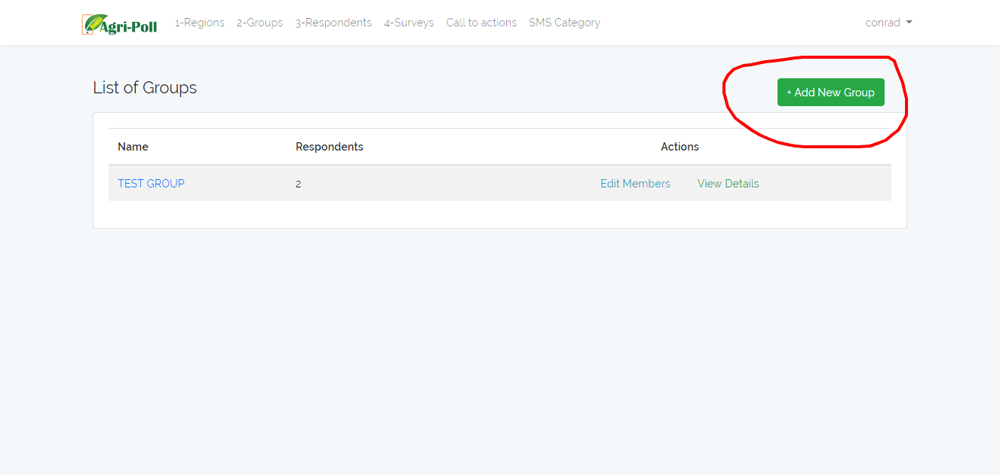 Agri-Poll 1-Regions 2-Groups 3-Respondents 4-Surveys Call to actions SMS Category conrad
List of Groups
+ Add New Group
Name Respondents Actions
TEST GROUP 2 Edit Members View Details